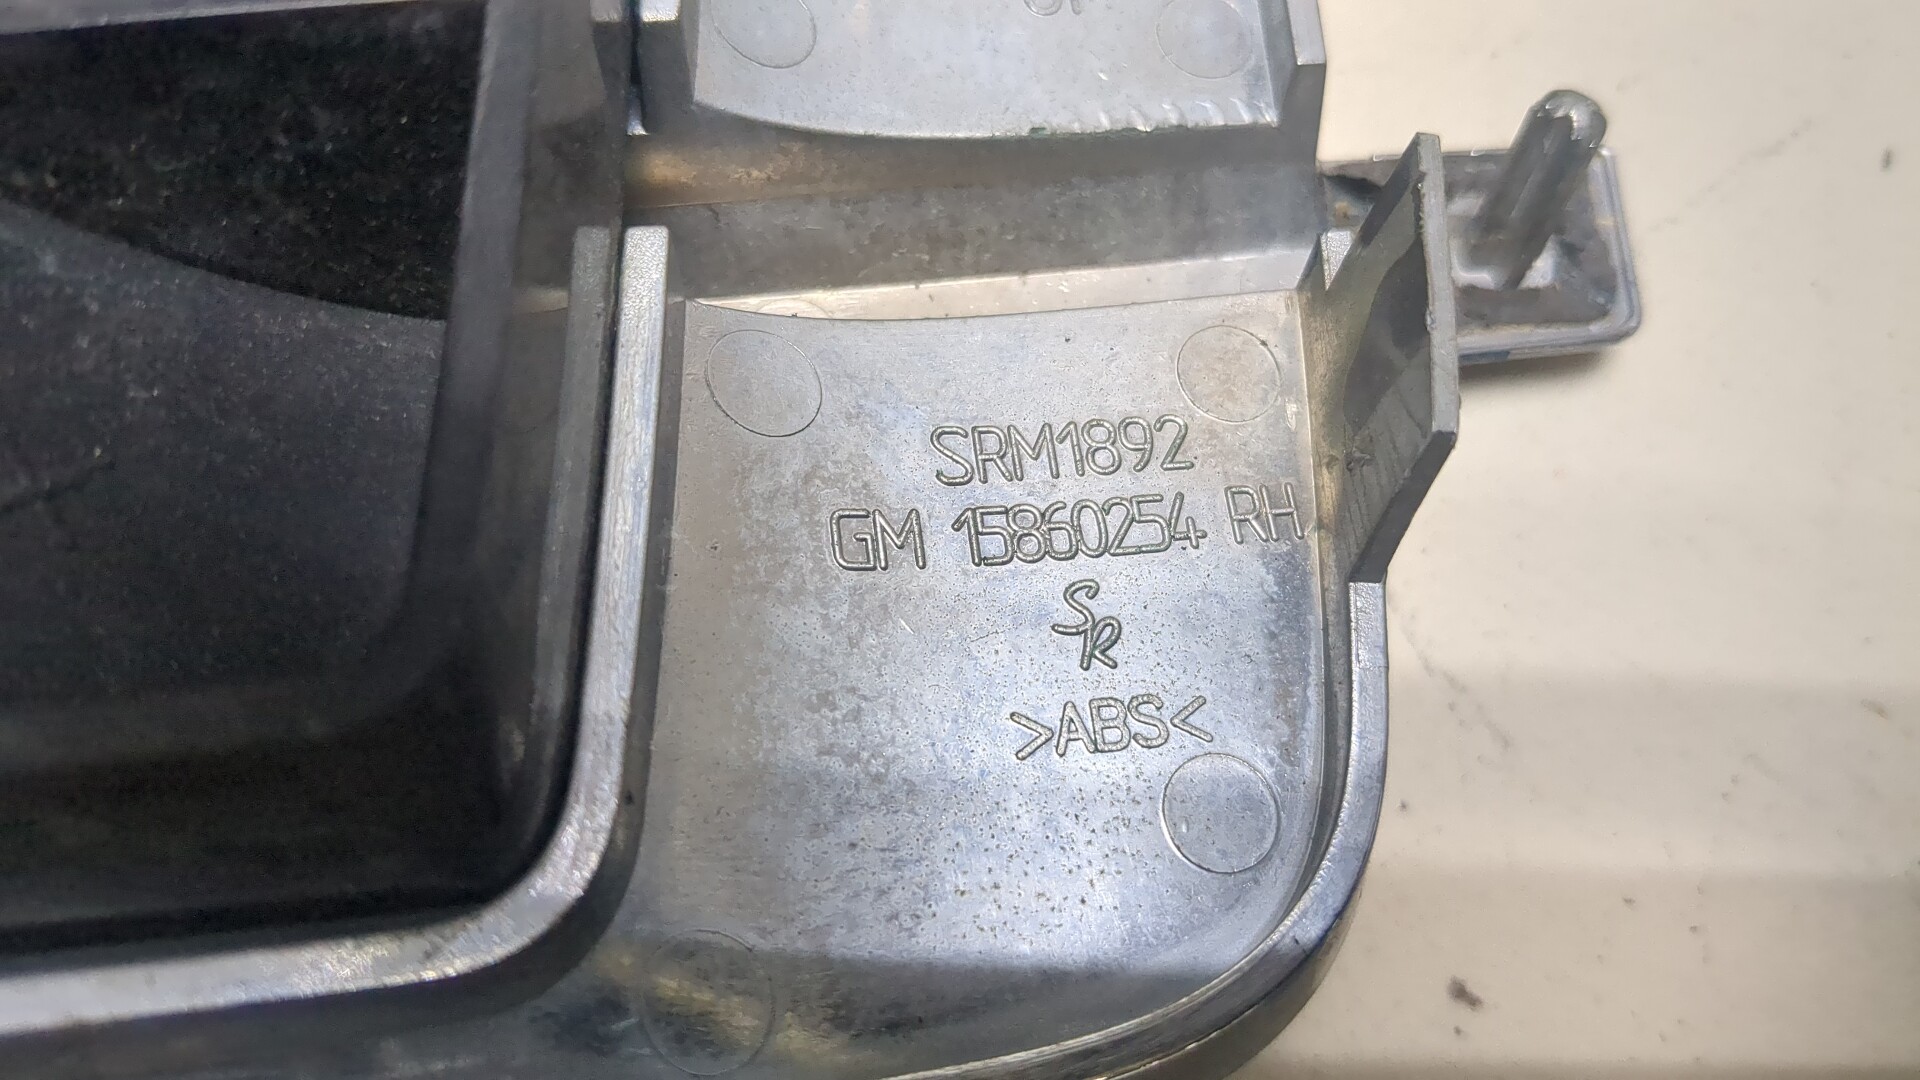 SRM1892
GM 15860254 RH
SR
>ABS<